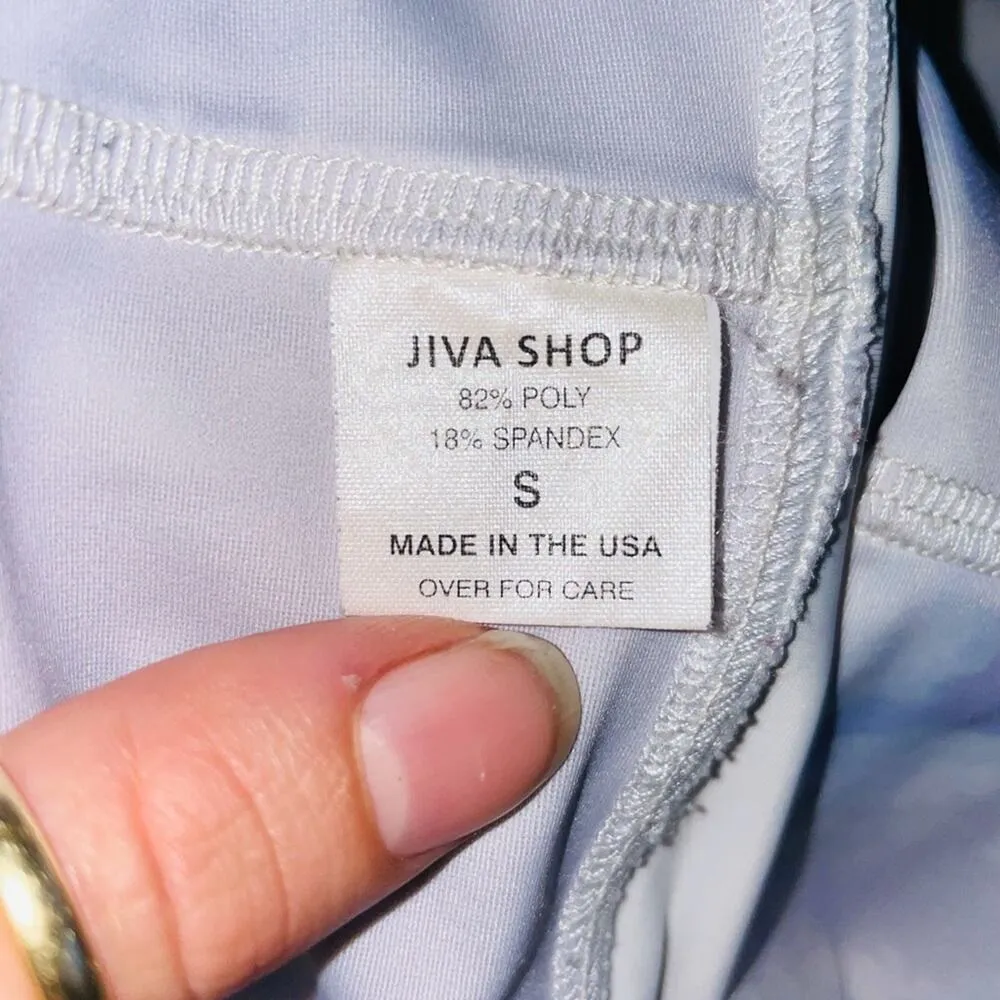 JIVA SHOP
82% POLY
18% SPANDEX
S
MADE IN THE USA
OVER FOR CARE